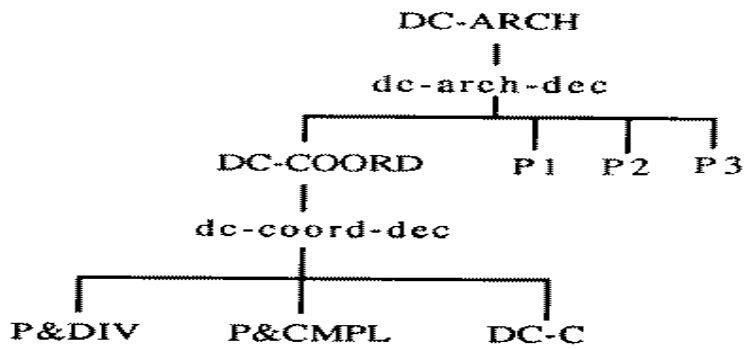 DC-ARCH
dc-arch-dec
DC-COORD P1 P2 P3
dc-coord-dec
P&DIV P&CMPL DC-C